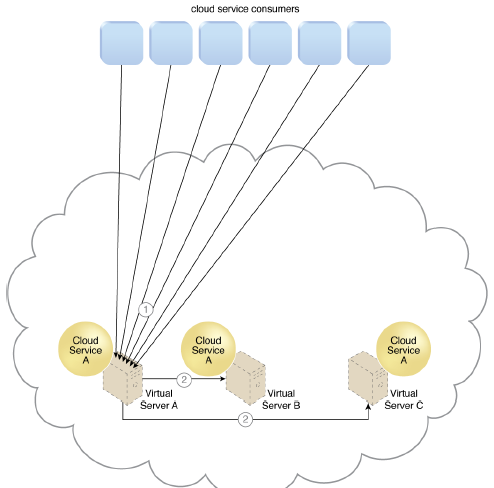 cloud service consumers
1
Cloud
Service
A
Cloud
Service
A
Cloud
Service
A
2
Virtual
Server A
Virtual
Server B
Virtual
Server C
2